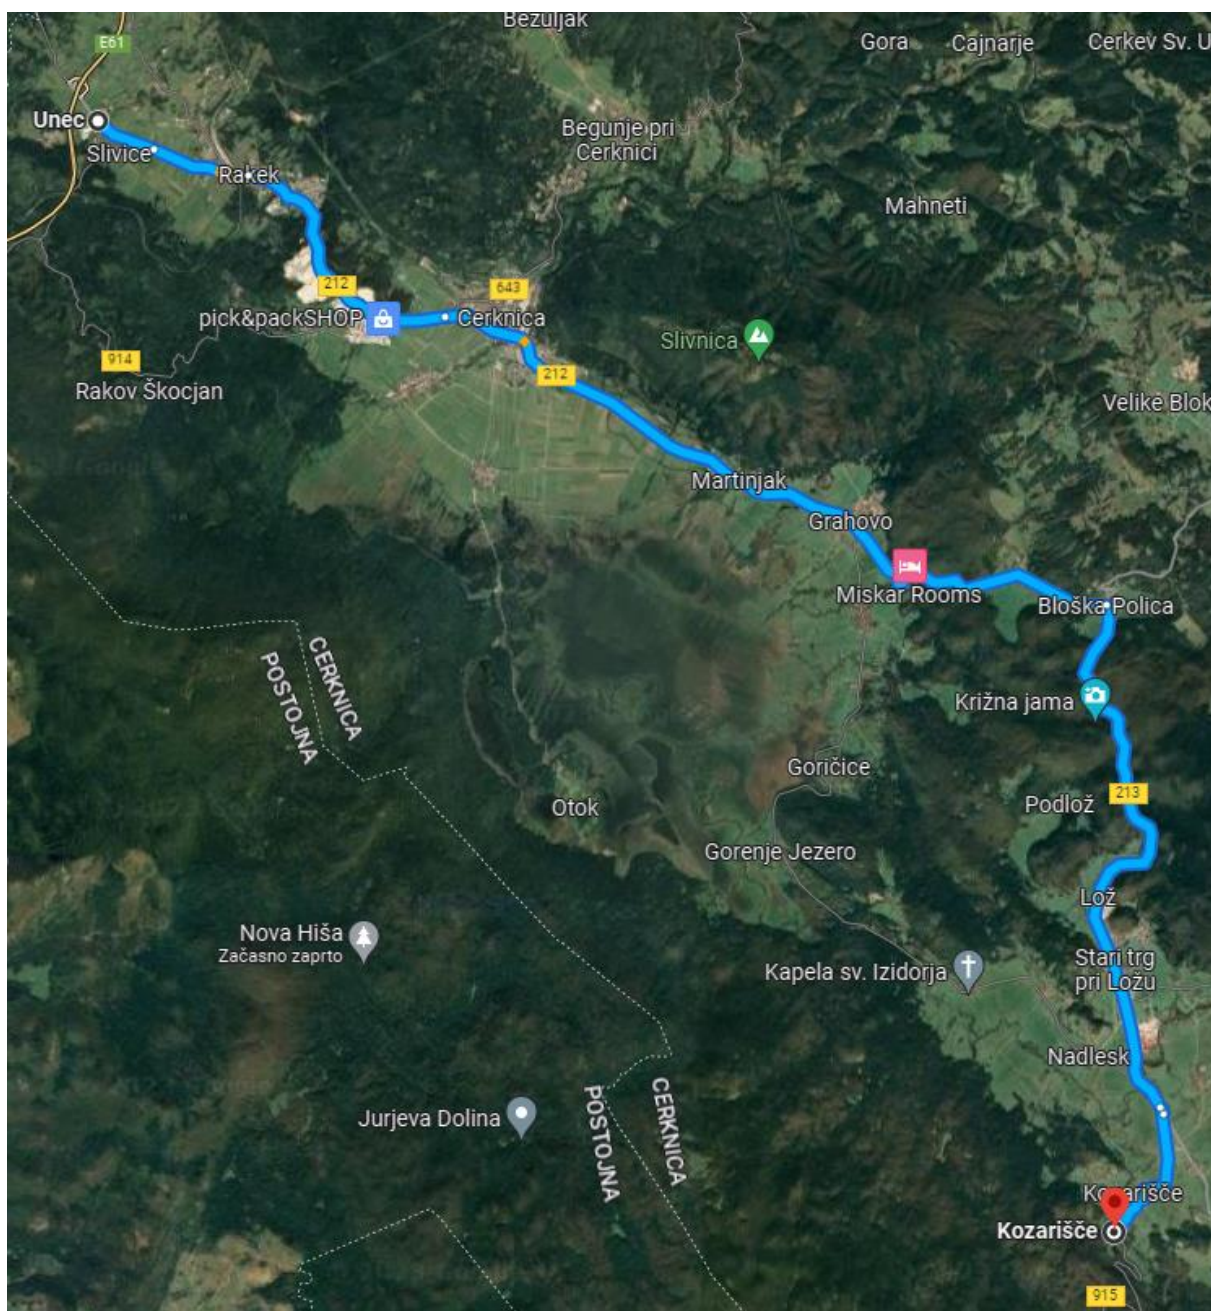 Bezuljak
E61
Gora
Cajnarje
Cerkev Sv. U
Unec
Slivice
Begunje pri
Cerknici
Rakek
Mahneti
212
643
pick&packSHOP
Cerknica
Slivnica
914
212
Rakov Škocjan
Velike Blok
Martinjak
Grahovo
Miskar Rooms
Bloška Polica
CERKNICA
POSTOJNA
Križna jama
Goričice
213
Otok
Podlož
Gorenje Jezero
Lož
Nova Hiša
Začasno zaprto
Stari trg
pri Ložu
Kapela sv. Izidorja
Nadlesk
CERKNICA
POSTOJNA
Jurjeva Dolina
Kozarišče
Kozarišče
915